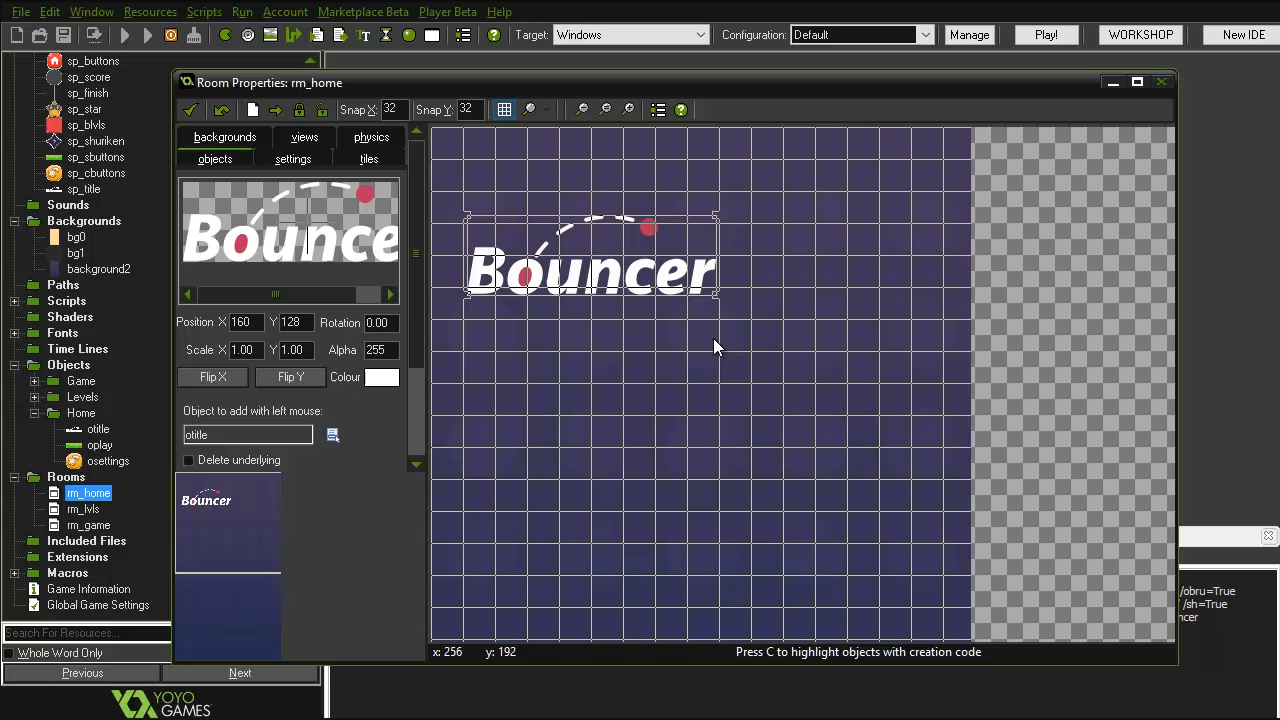 File Edit Window Resources Scripts Run Account Marketplace Beta Player Beta Help
Target: Windows Configuration: Default Manage Play! WORKSHOP New IDE
sp_buttons
sp_score
sp_finish
sp_star
sp_blvls
sp_shuriken
sp_sbuttons
sp_cbuttons
sp_title
Sounds
Backgrounds
bg0
bg1
background2
Paths
Scripts
Shaders
Fonts
Time Lines
Objects
Game
Levels
Home
otitle
oplay
osettings
Rooms
rm_home
rm_lvls
rm_game
Included Files
Extensions
Macros
Game Information
Global Game Settings
Search For Resources...
Whole Word Only
Previous Next
YOYO
GAMES
Room Properties: rm_home
Snap X: 32 Snap Y: 32
backgrounds views physics
objects settings tiles
Bounce
Position X 160 Y 128 Rotation 0.00
Scale X 1.00 Y 1.00 Alpha 255
Flip X Flip Y Colour
Object to add with left mouse:
otitle
Delete underlying
Bouncer
Bouncer
x: 256 y: 192 Press C to highlight objects with creation code
/obru=True
/sh=True
ncer